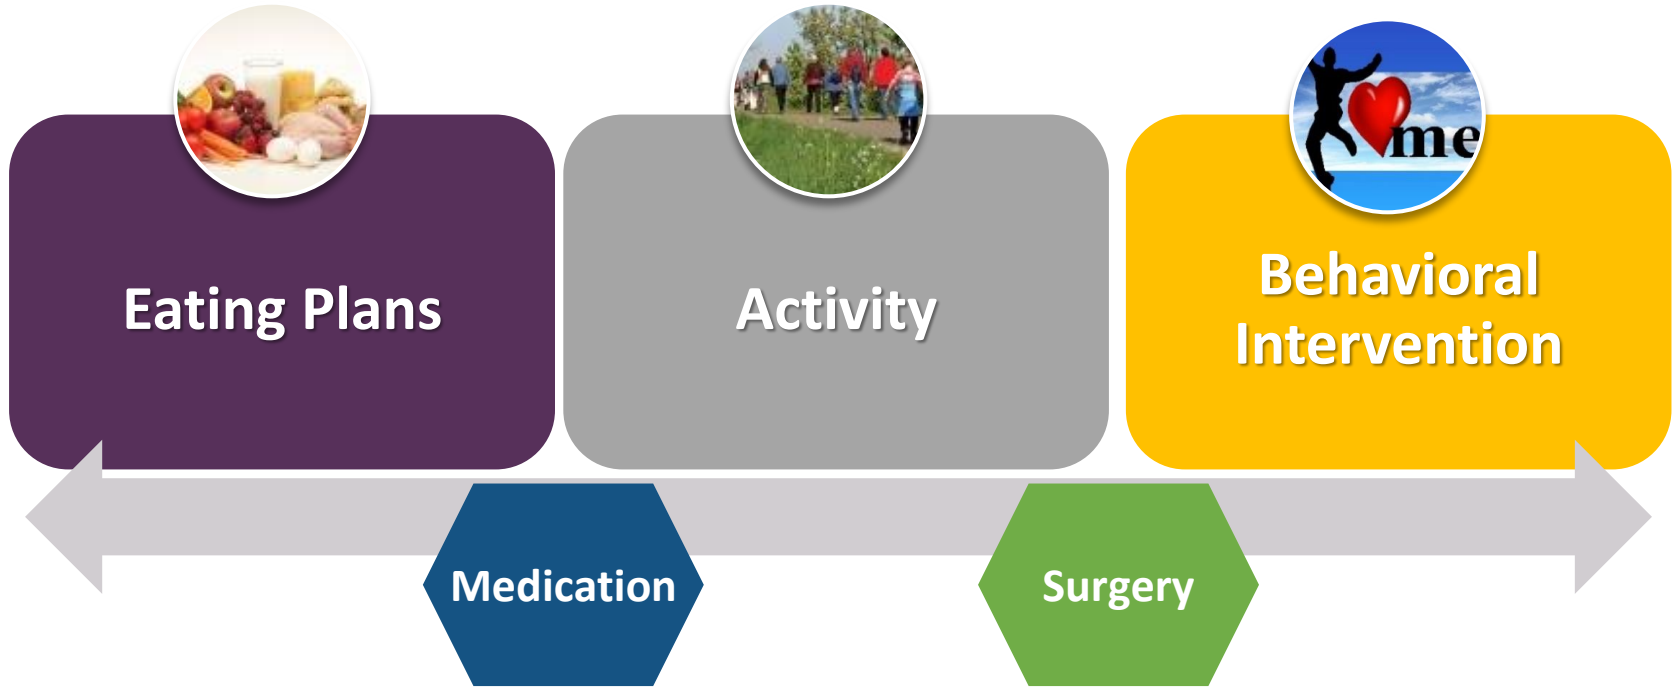 me
Eating Plans
Activity
Behavioral
Intervention
Medication
Surgery